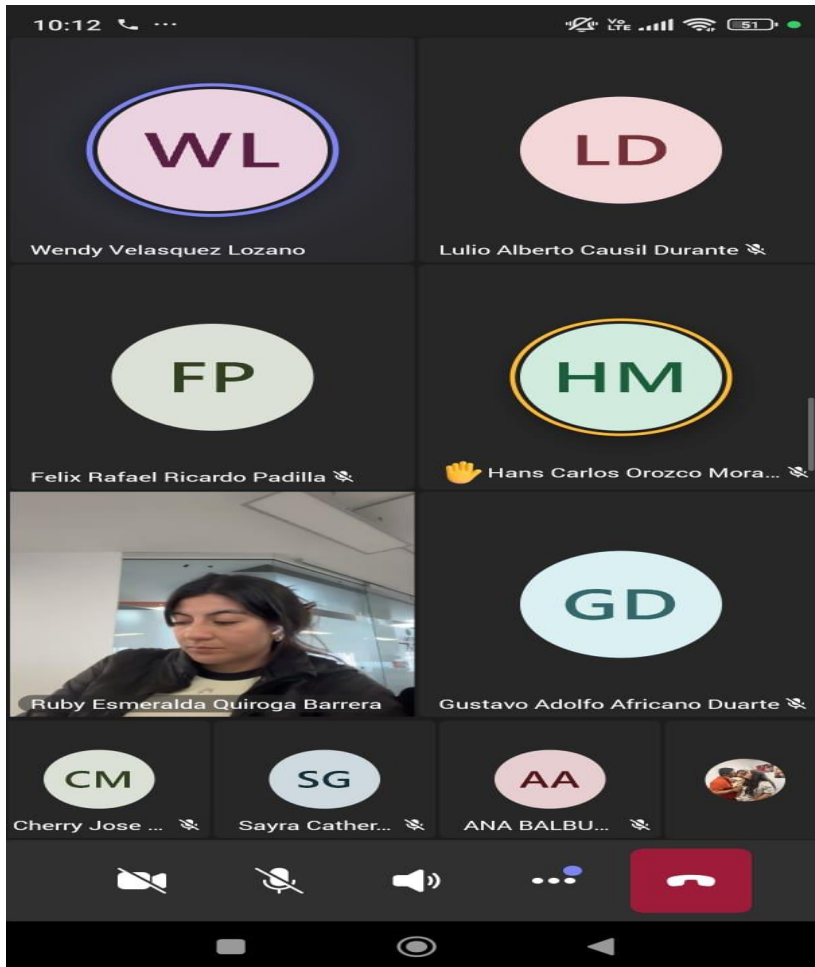 10:12 ...
Vo LTE 51
WL
LD
Wendy Velasquez Lozano
Lulio Alberto Causil Durante
FP
HM
Felix Rafael Ricardo Padilla
Hans Carlos Orozco Mora...
GD
Ruby Esmeralda Quiroga Barrera
Gustavo Adolfo Africano Duarte
CM
SG
AA
Cherry Jose ...
Sayra Cather...
ANA BALBU...